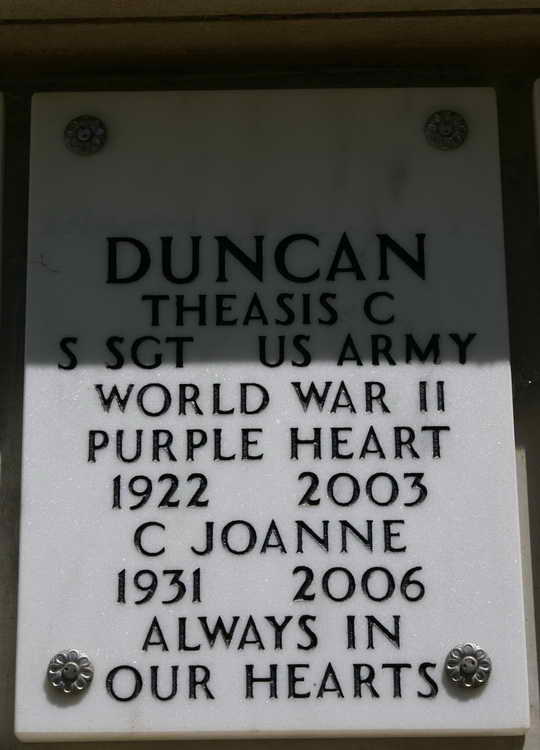 DUNCAN
THEASIS C
S SGT US ARMY
WORLD WAR II
PURPLE HEART
1922 2003
C JOANNE
1931 2006
ALWAYS IN
OUR HEARTS